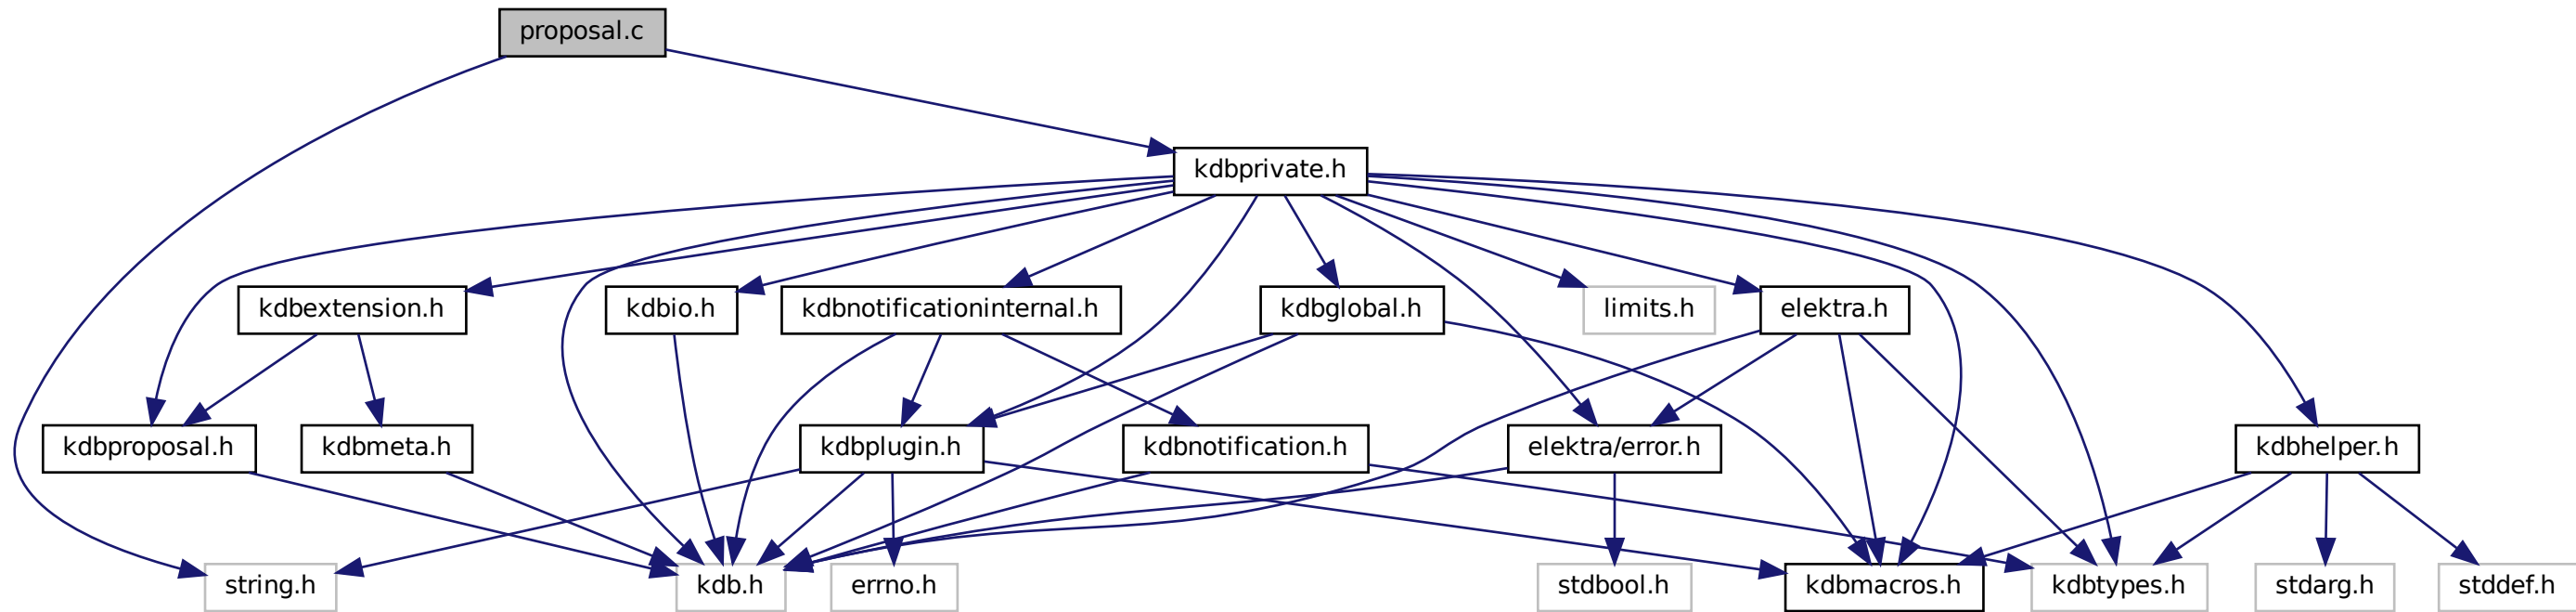 proposal.c
kdbprivate.h
kdbextension.h
kdbio.h
kdbnotificationinternal.h
kdbglobal.h
limits.h
elektra.h
kdbproposal.h
kdbmeta.h
kdbplugin.h
kdbnotification.h
elektra/error.h
kdbhelper.h
string.h
kdb.h
errno.h
stdbool.h
kdbmacros.h
kdbtypes.h
stdarg.h
stddef.h